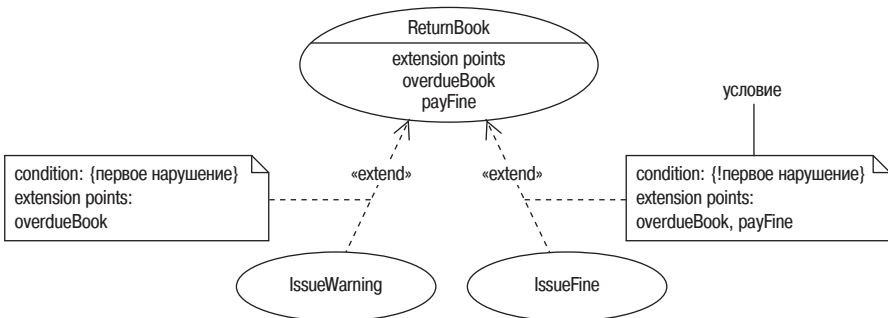 ReturnBook
extension points
overdueBook
payFine
условие
condition: {первое нарушение}
extension points:
overdueBook
«extend»
«extend»
condition: {!первое нарушение}
extension points:
overdueBook, payFine
IssueWarning
IssueFine